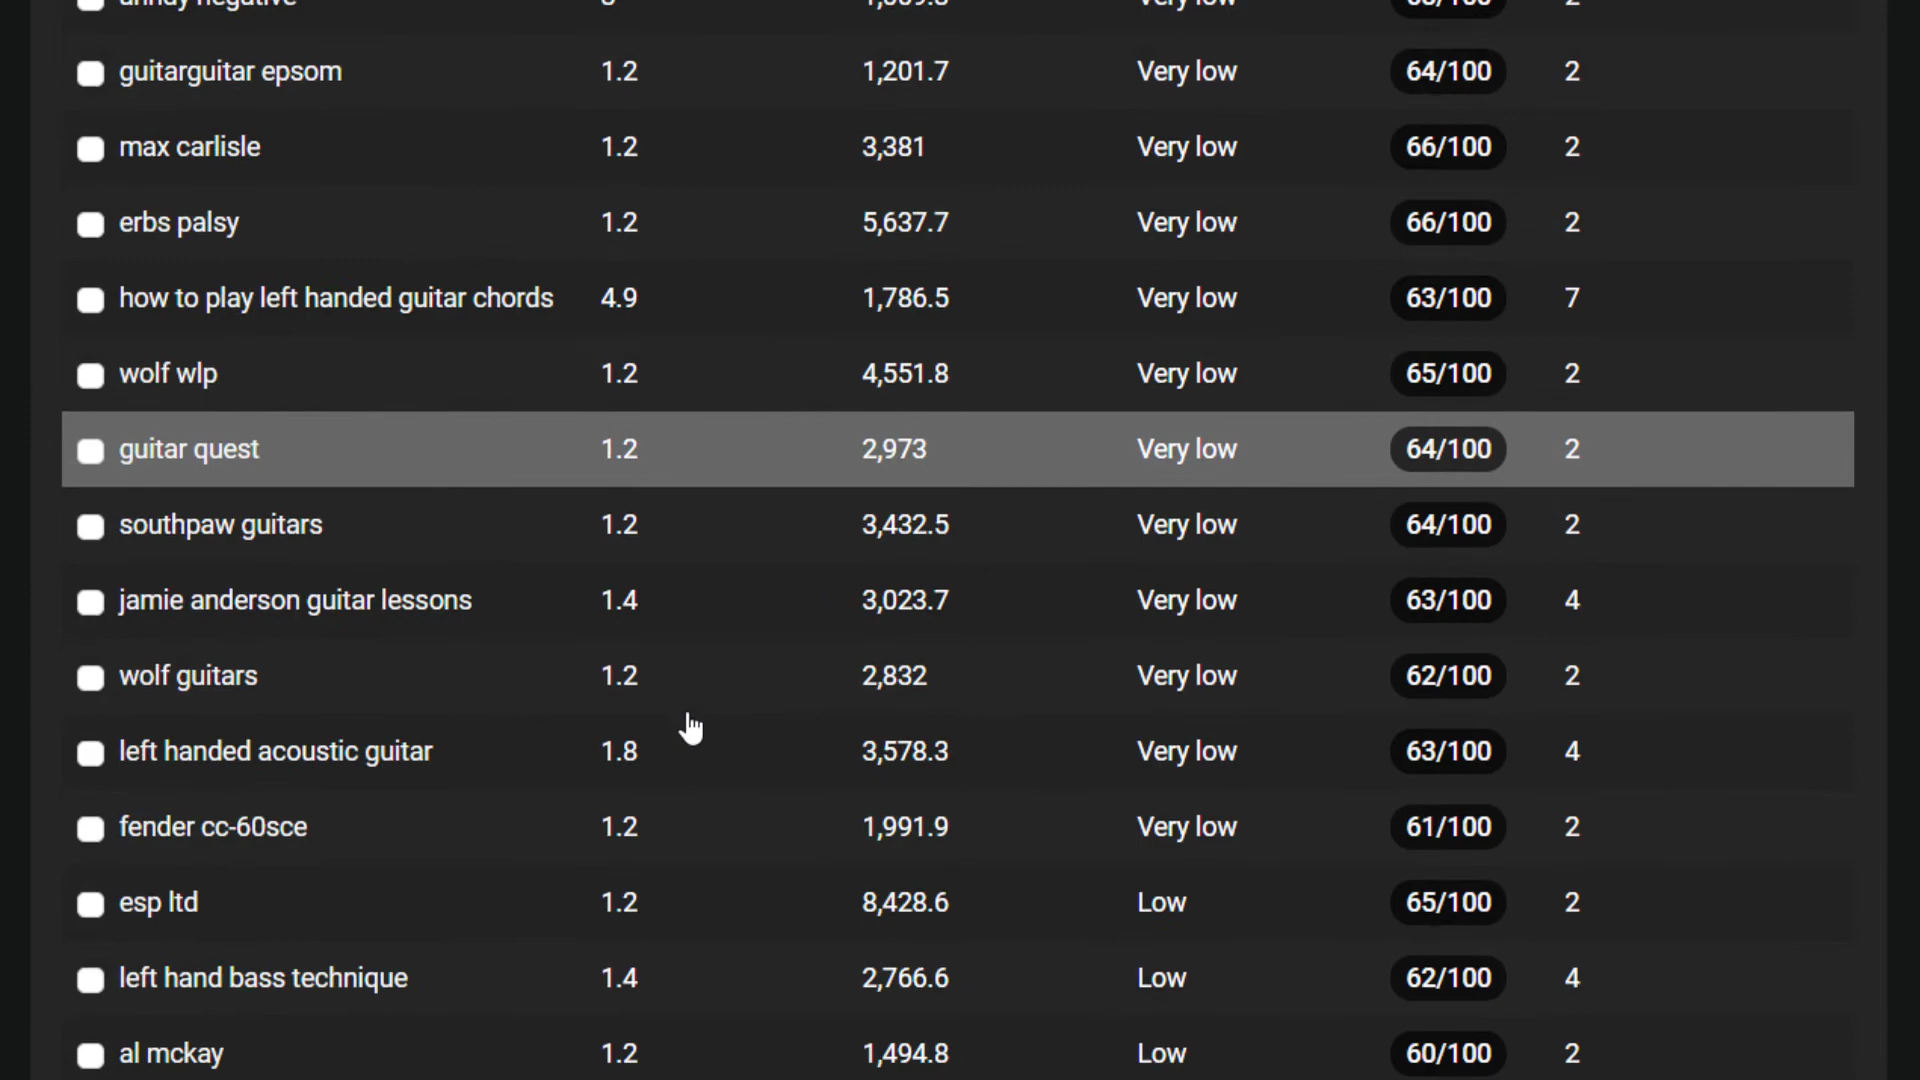 guitarguitar epsom 1.2 1,201.7 Very low 64/100 2
max carlisle 1.2 3,381 Very low 66/100 2
erbs palsy 1.2 5,637.7 Very low 66/100 2
how to play left handed guitar chords 4.9 1,786.5 Very low 63/100 7
wolf wlp 1.2 4,551.8 Very low 65/100 2
guitar quest 1.2 2,973 Very low 64/100 2
southpaw guitars 1.2 3,432.5 Very low 64/100 2
jamie anderson guitar lessons 1.4 3,023.7 Very low 63/100 4
wolf guitars 1.2 2,832 Very low 62/100 2
left handed acoustic guitar 1.8 3,578.3 Very low 63/100 4
fender cc-60sce 1.2 1,991.9 Very low 61/100 2
esp ltd 1.2 8,428.6 Low 65/100 2
left hand bass technique 1.4 2,766.6 Low 62/100 4
al mckay 1.2 1,494.8 Low 60/100 2